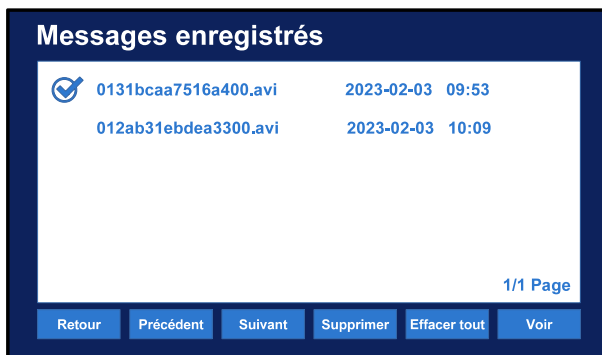 Messages enregistrés
0131bcaa7516a400.avi 2023-02-03 09:53
012ab31ebdea3300.avi 2023-02-03 10:09
1/1 Page
Retour Précédent Suivant Supprimer Effacer tout Voir